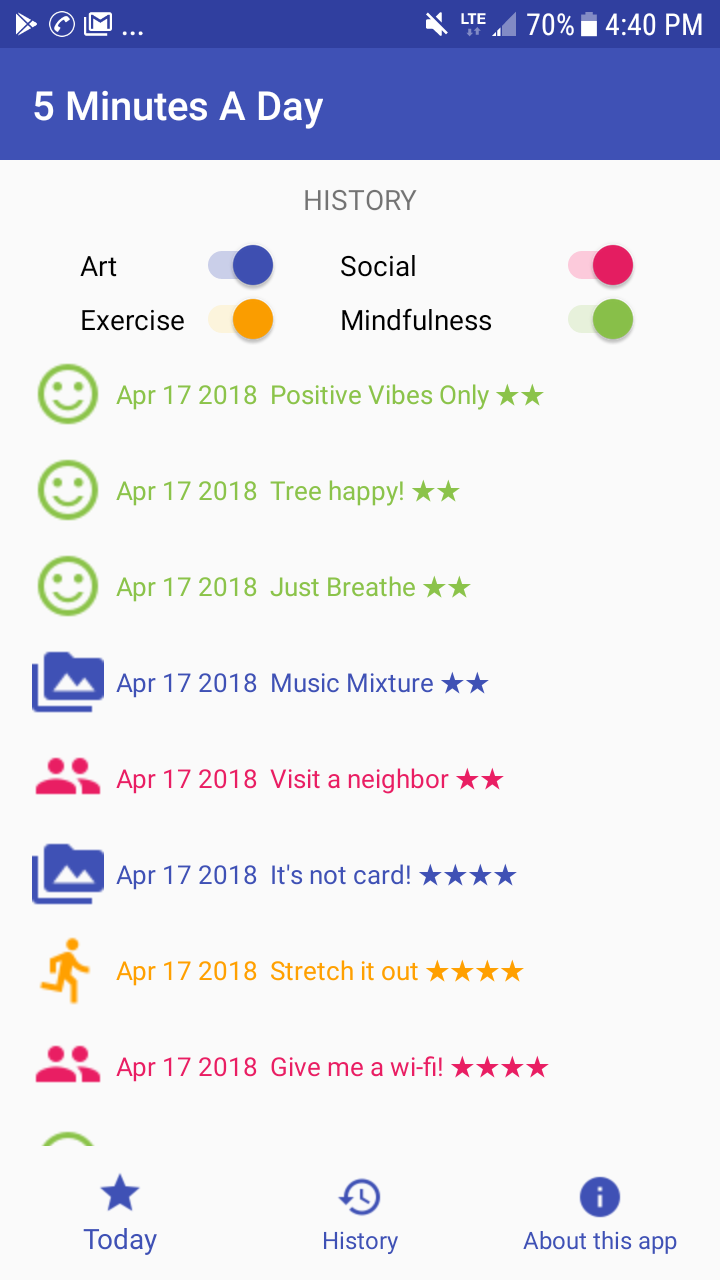 ... LTE 70% 4:40 PM
5 Minutes A Day
HISTORY
Art Social
Exercise Mindfulness
Apr 17 2018 Positive Vibes Only ★★
Apr 17 2018 Tree happy! ★★
Apr 17 2018 Just Breathe ★★
Apr 17 2018 Music Mixture ★★
Apr 17 2018 Visit a neighbor ★★
Apr 17 2018 It's not card! ★★★★
Apr 17 2018 Stretch it out ★★★★
Apr 17 2018 Give me a wi-fi! ★★★★
Today History About this app